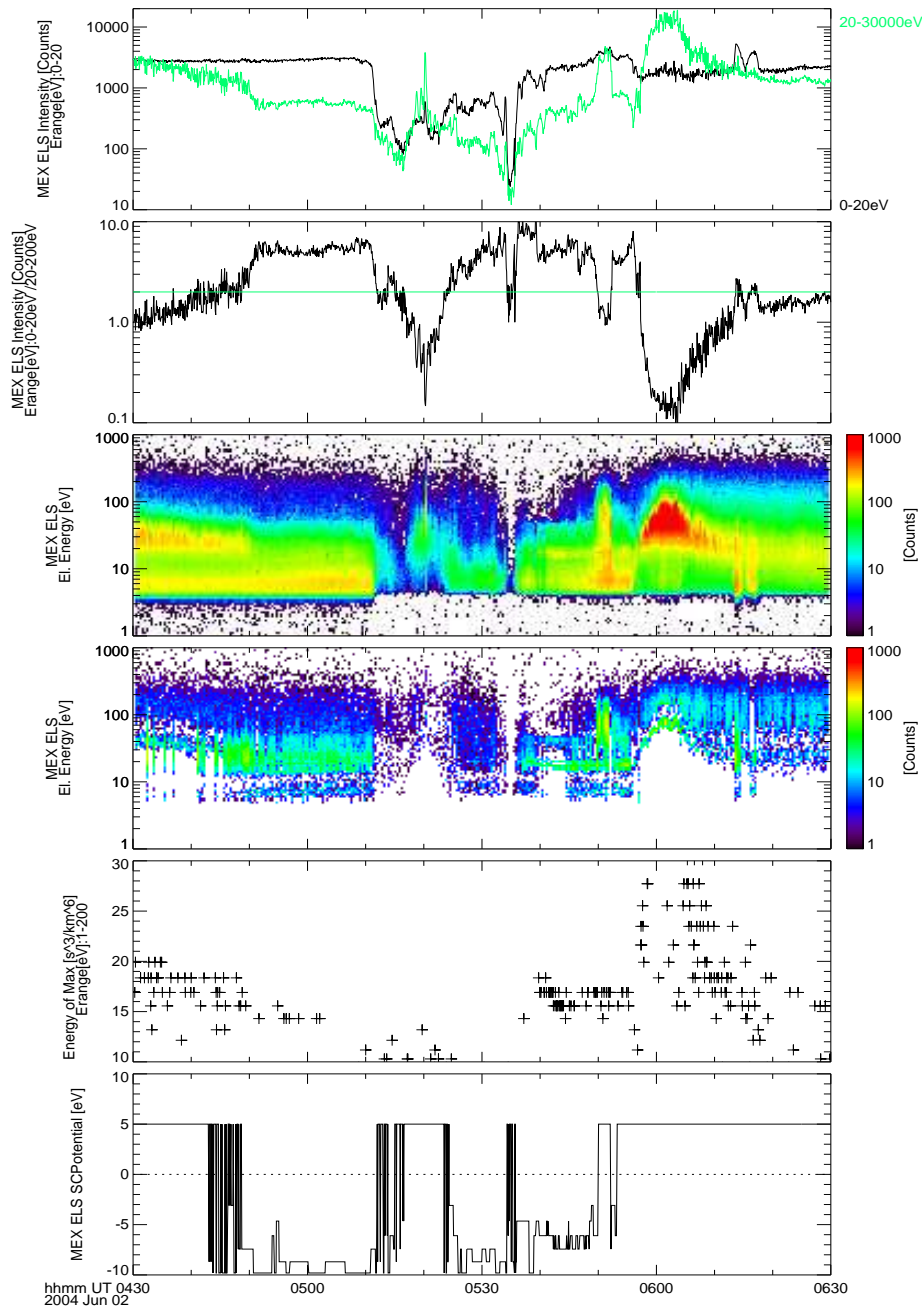 20-30000eV
MEX ELS Intensity [Counts]
Erange[eV]:0-20
10000
1000
100
10
0-20eV
MEX ELS Intensity [Counts]
Erange[eV]:0-20eV /20-200eV
10.0
1.0
0.1
MEX ELS
El. Energy [eV]
1000
100
10
1
1000
100
10
1
[Counts]
MEX ELS
El. Energy [eV]
1000
100
10
1
1000
100
10
1
[Counts]
Energy of Max [s^3/km^6]
Erange[eV]:1-200
30
25
20
15
10
MEX ELS SCPotential [eV]
10
5
0
-5
-10
hhmm UT 0430 0500 0530 0600 0630
2004 Jun 02